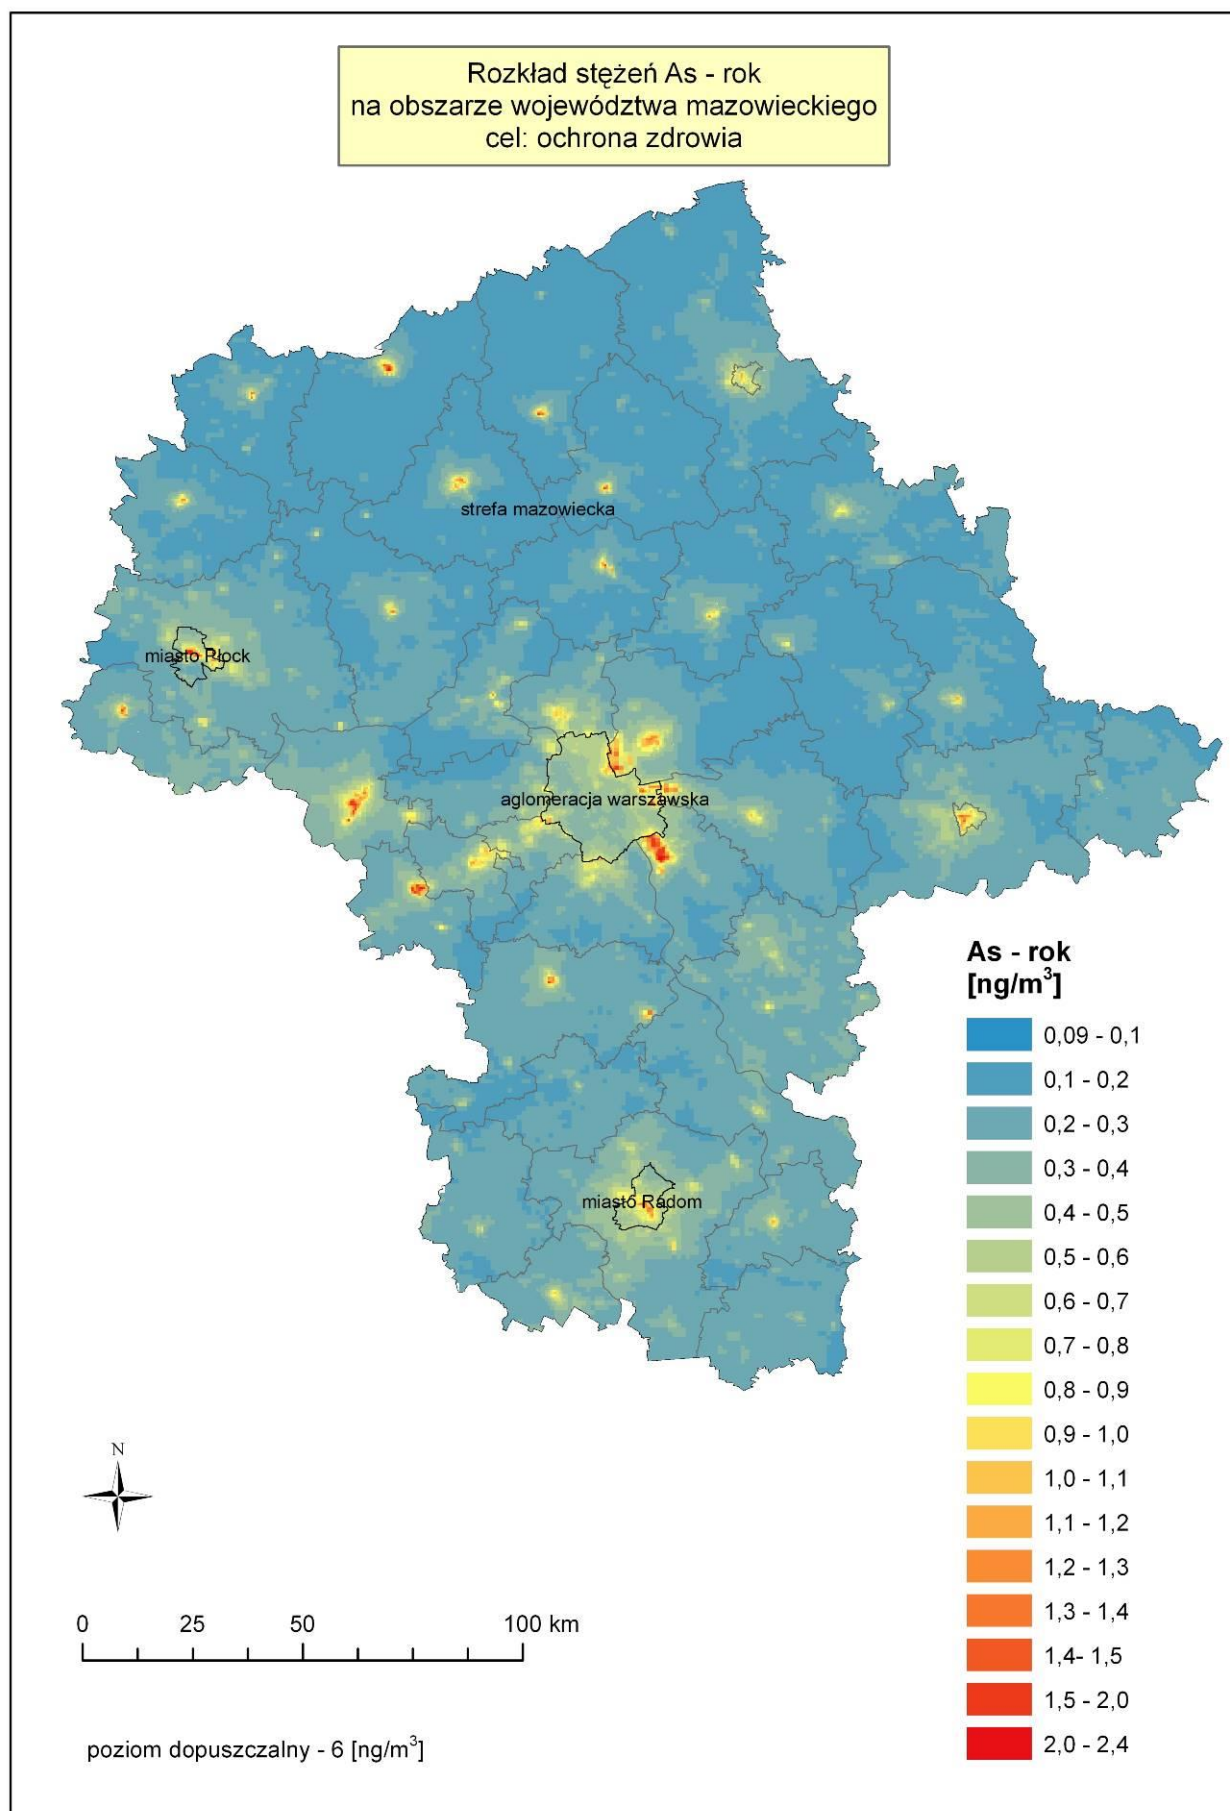 Rozkład stężeń As - rok
na obszarze województwa mazowieckiego
cel: ochrona zdrowia
strefa mazowiecka
miasto Płock
aglomeracja warszawska
miasto Radom
As - rok
[ng/m³]
0,09 - 0,1
0,1 - 0,2
0,2 - 0,3
0,3 - 0,4
0,4 - 0,5
0,5 - 0,6
0,6 - 0,7
0,7 - 0,8
0,8 - 0,9
0,9 - 1,0
1,0 - 1,1
1,1 - 1,2
1,2 - 1,3
1,3 - 1,4
1,4- 1,5
1,5 - 2,0
2,0 - 2,4
N
0 25 50 100 km
poziom dopuszczalny - 6 [ng/m³]